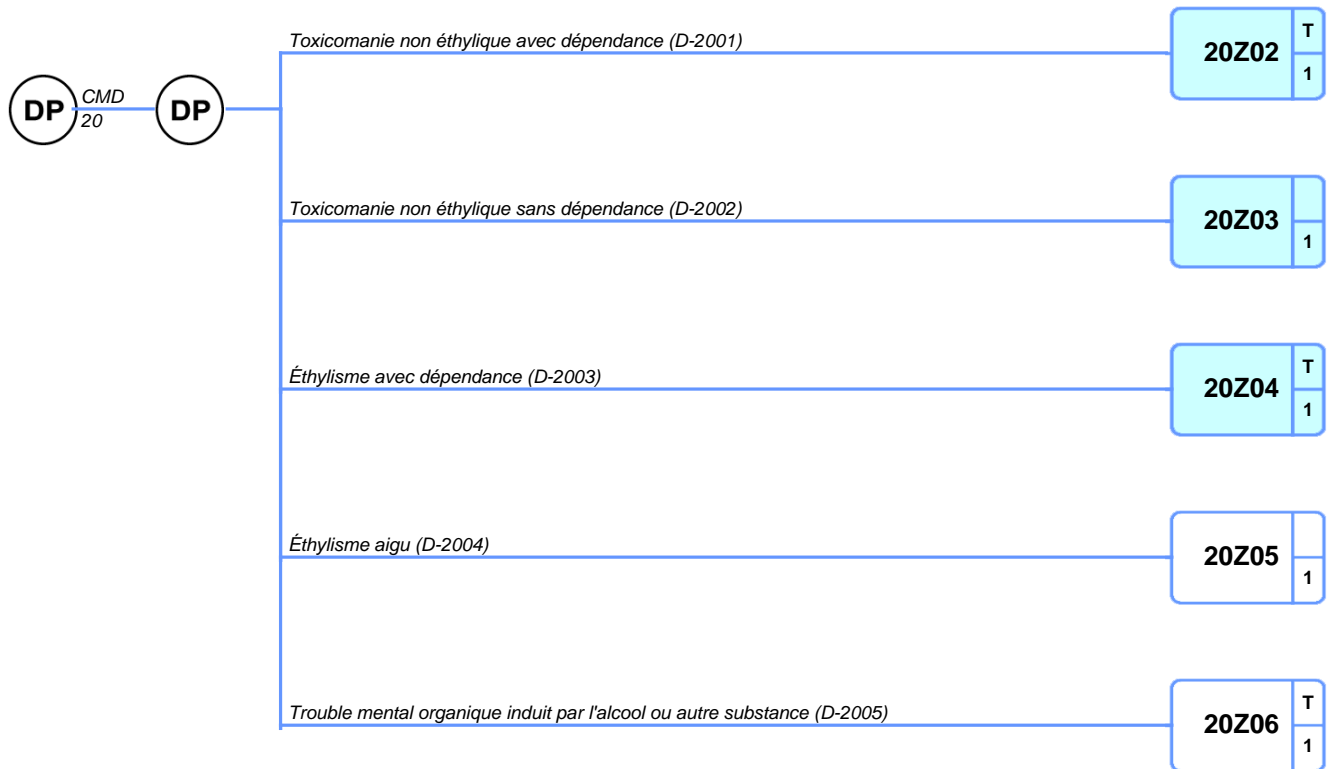 Toxicomanie non éthylique avec dépendance (D-2001)
20Z02
T
1
DP
CMD
20
DP
Toxicomanie non éthylique sans dépendance (D-2002)
20Z03
1
Éthylisme avec dépendance (D-2003)
20Z04
T
1
Éthylisme aigu (D-2004)
20Z05
1
Trouble mental organique induit par l'alcool ou autre substance (D-2005)
20Z06
T
1